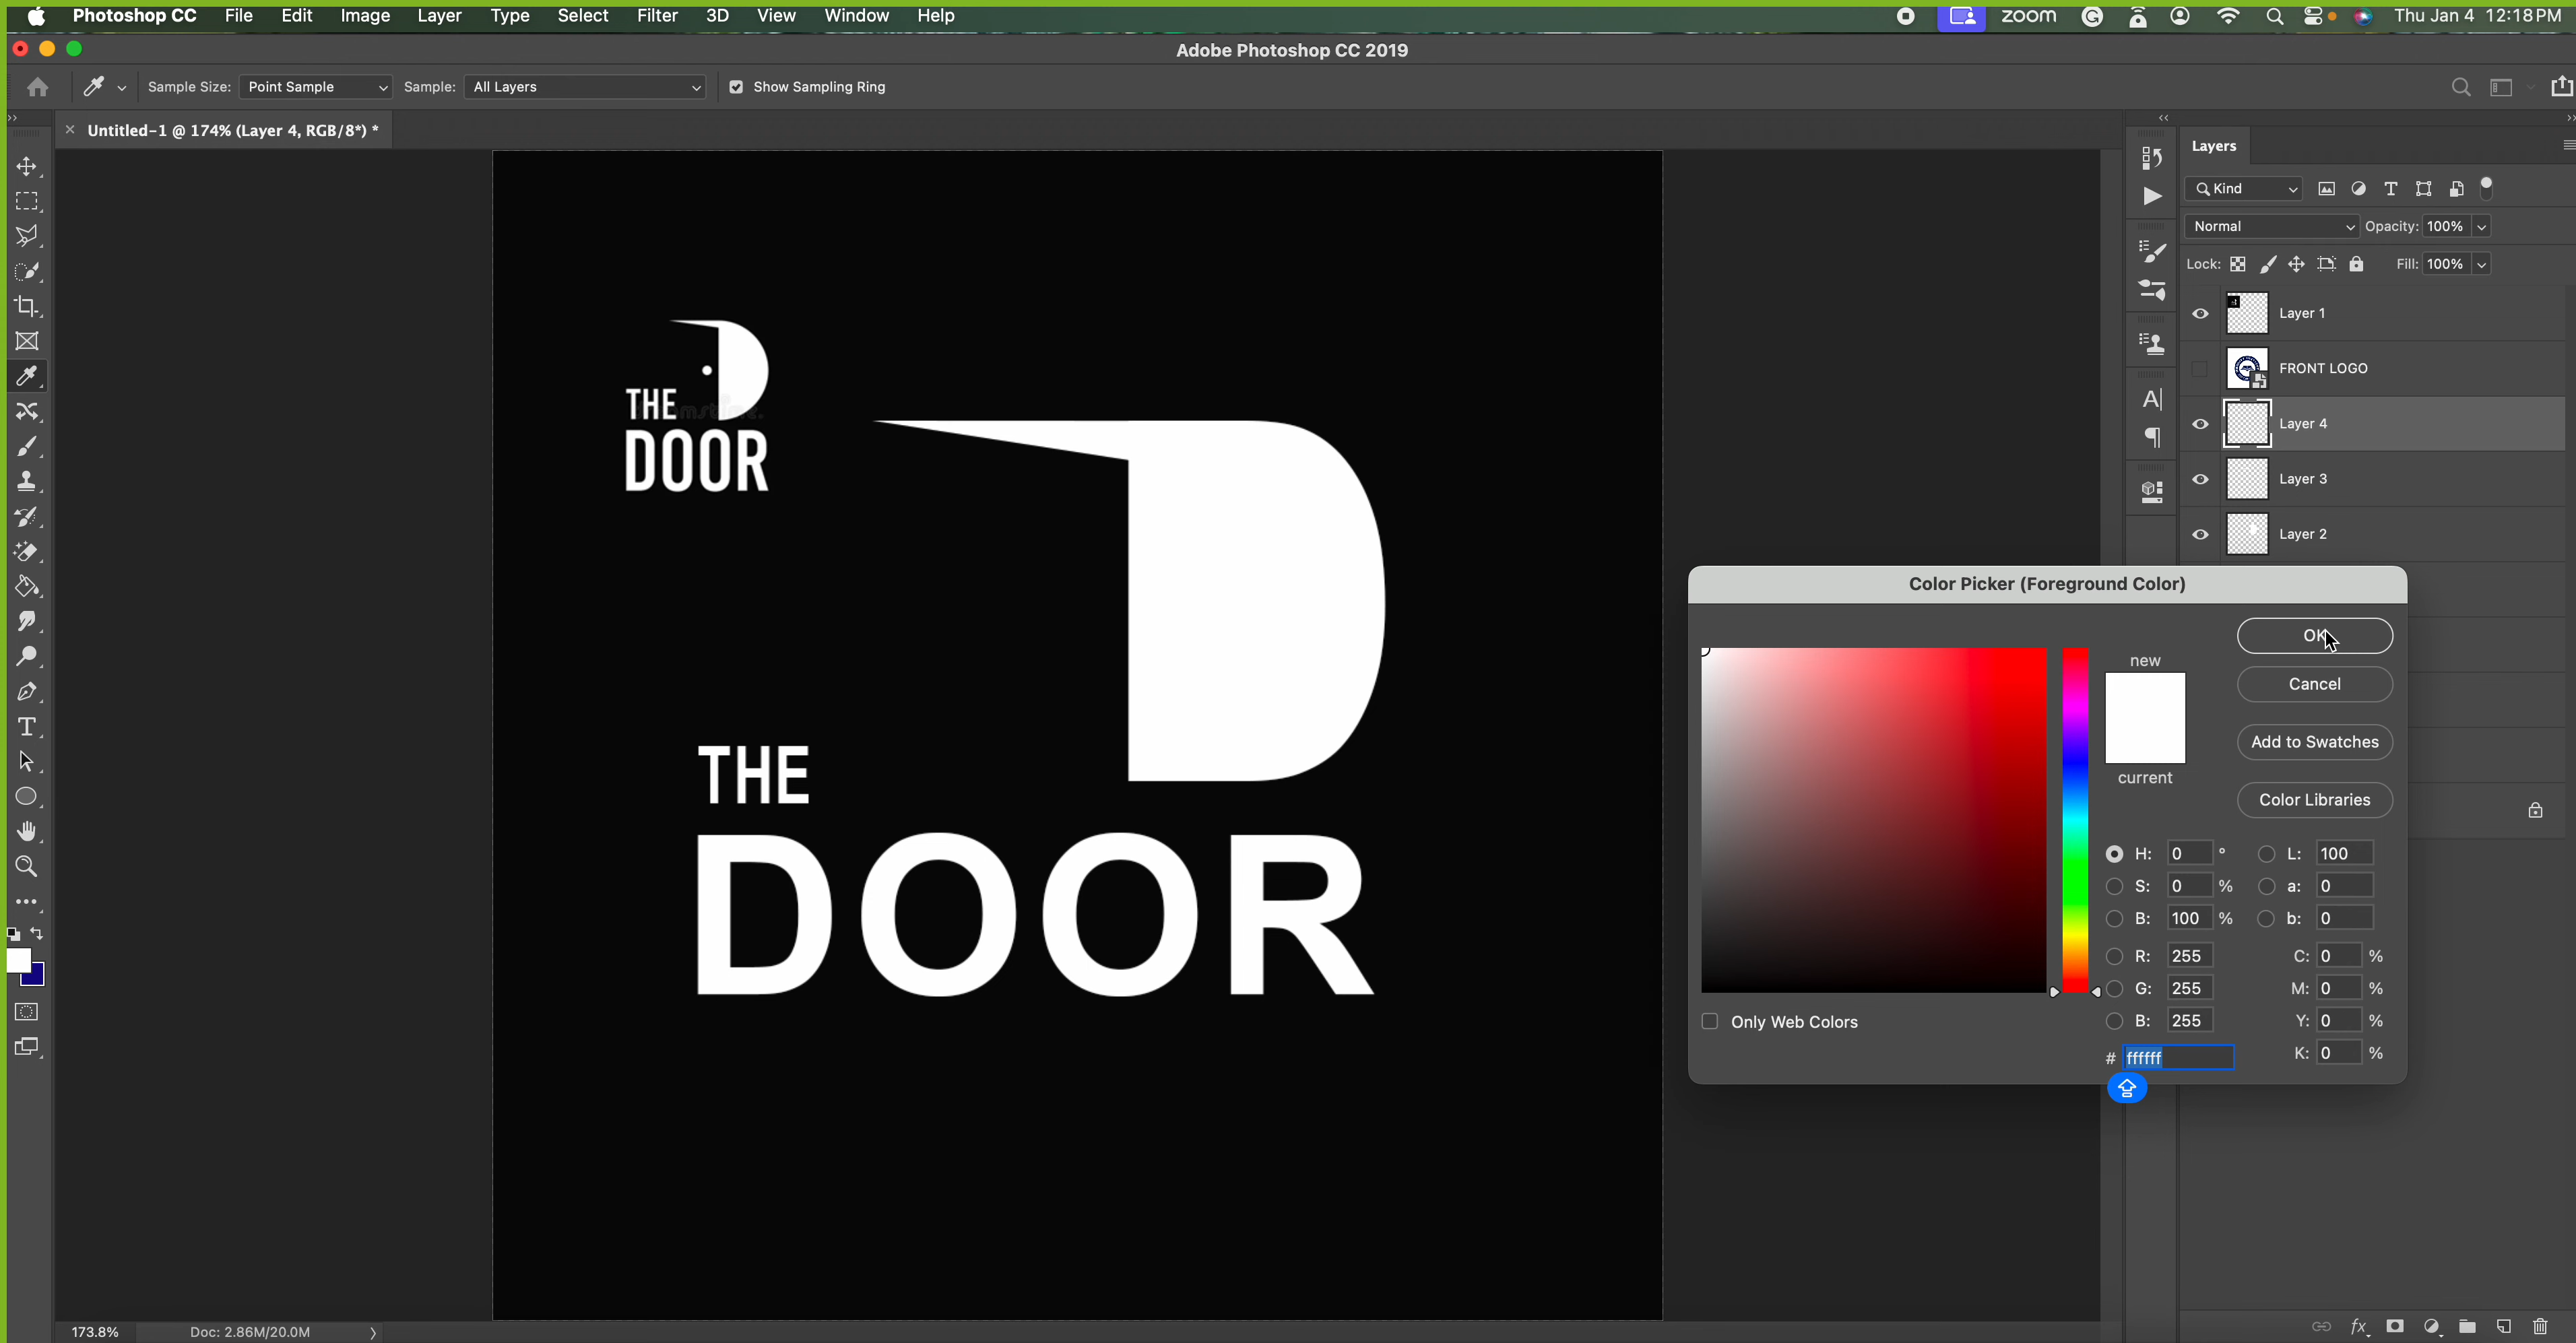 Photoshop CC File Edit Image Layer Type Select Filter 3D View Window Help zoom Thu Jan 4 12:18 PM
Adobe Photoshop CC 2019
Sample Size: Point Sample Sample: All Layers Show Sampling Ring
× Untitled-1 @ 174% (Layer 4, RGB/8*) *
Layers
Kind
Normal Opacity: 100%
Lock: Fill: 100%
Layer 1
FRONT LOGO
Layer 4
Layer 3
Layer 2
THE
DOOR
THE
DOOR
Color Picker (Foreground Color)
OK
new
Cancel
Add to Swatches
current
Color Libraries
H: 0 ° L: 100
S: 0 % a: 0
B: 100 % b: 0
R: 255 C: 0 %
G: 255 M: 0 %
Only Web Colors B: 255 Y: 0 %
# ffffff K: 0 %
173.8% Doc: 2.86M/20.0M